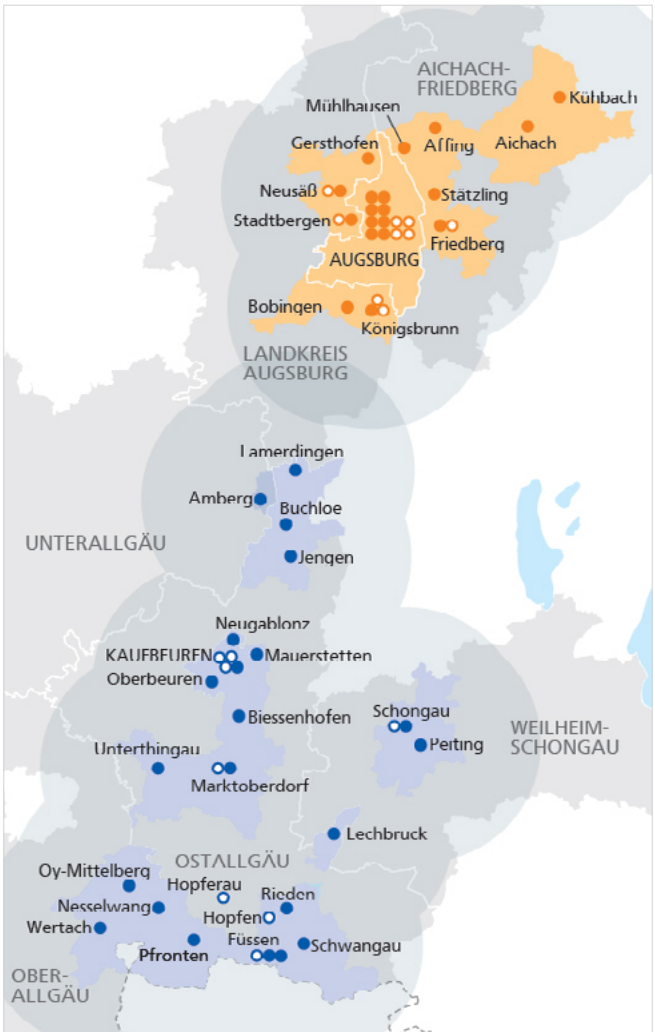 AICHACH-
FRIEDBERG
Kühbach
Mühlhausen
Affing
Aichach
Gersthofen
Neusäß
Stätzling
Stadtbergen
Friedberg
AUGSBURG
Bobingen
Königsbrunn
LANDKREIS
AUGSBURG
Lamerdingen
Amberg
Buchloe
UNTERALLGÄU
Jengen
Neugablonz
KAUFBEUREN
Mauerstetten
Oberbeuren
Biessenhofen
Schongau
WEILHEIM-
SCHONGAU
Peiting
Unterthingau
Marktoberdorf
Lechbruck
OSTALLGÄU
Oy-Mittelberg
Hopferau
Rieden
Nesselwang
Hopfen
Wertach
Füssen
Schwangau
Pfronten
OBER-
ALLGÄU